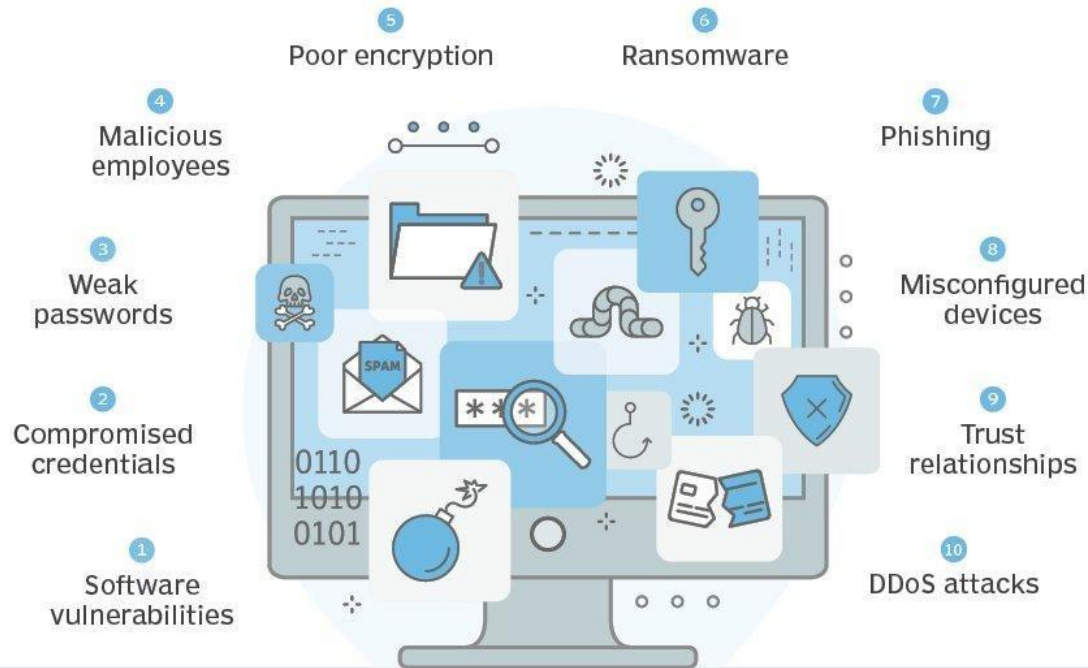 5
Poor encryption
6
Ransomware
4
Malicious
employees
7
Phishing
3
Weak
passwords
8
Misconfigured
devices
SPAM
* * *
2
Compromised
credentials
9
Trust
relationships
0110
1010
0101
1
Software
vulnerabilities
10
DDoS attacks